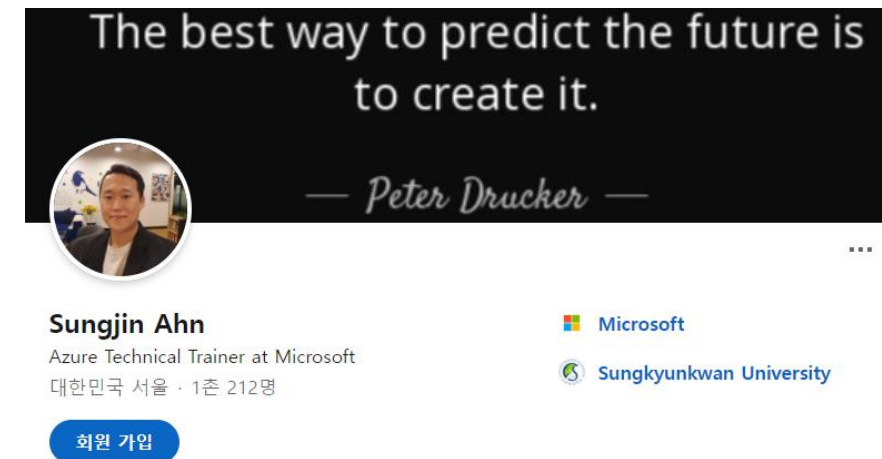 The best way to predict the future is
to create it.
— Peter Drucker —
Sungjin Ahn
Azure Technical Trainer at Microsoft
대한민국 서울 · 1촌 212명
회원 가입
Microsoft
Sungkyunkwan University